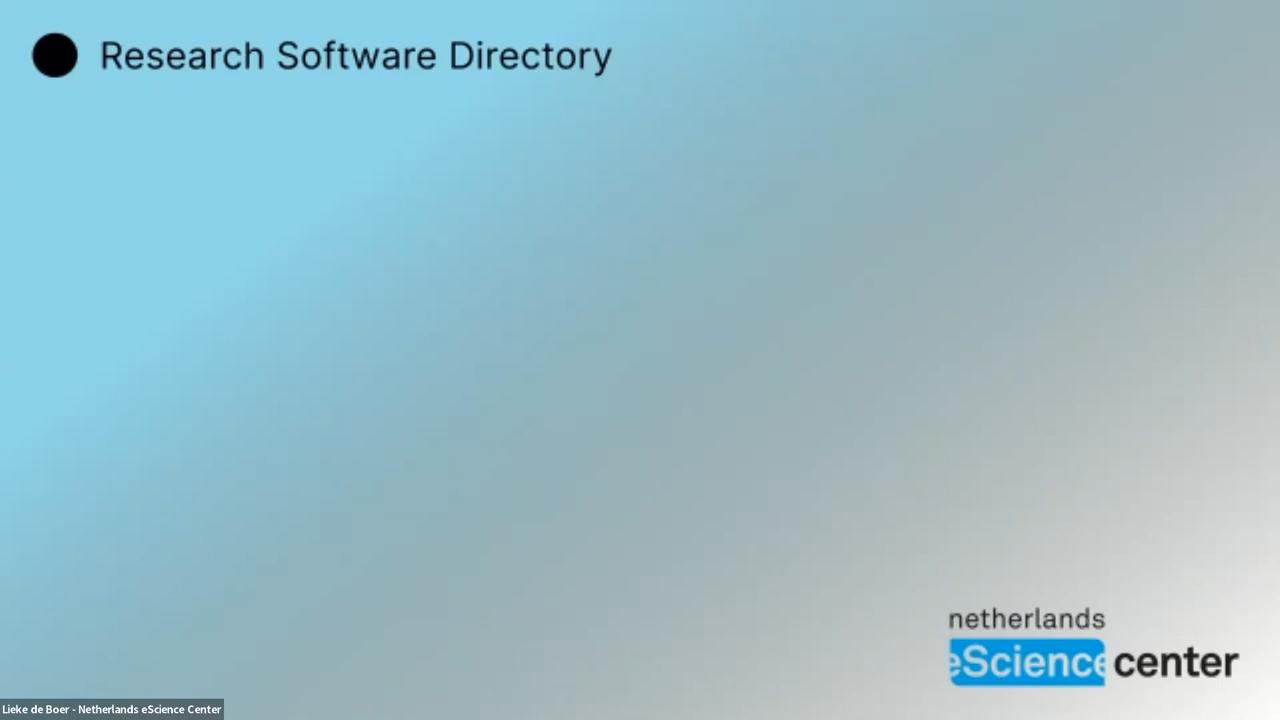 Research Software Directory
netherlands
eScience center
Lieke de Boer - Netherlands eScience Center